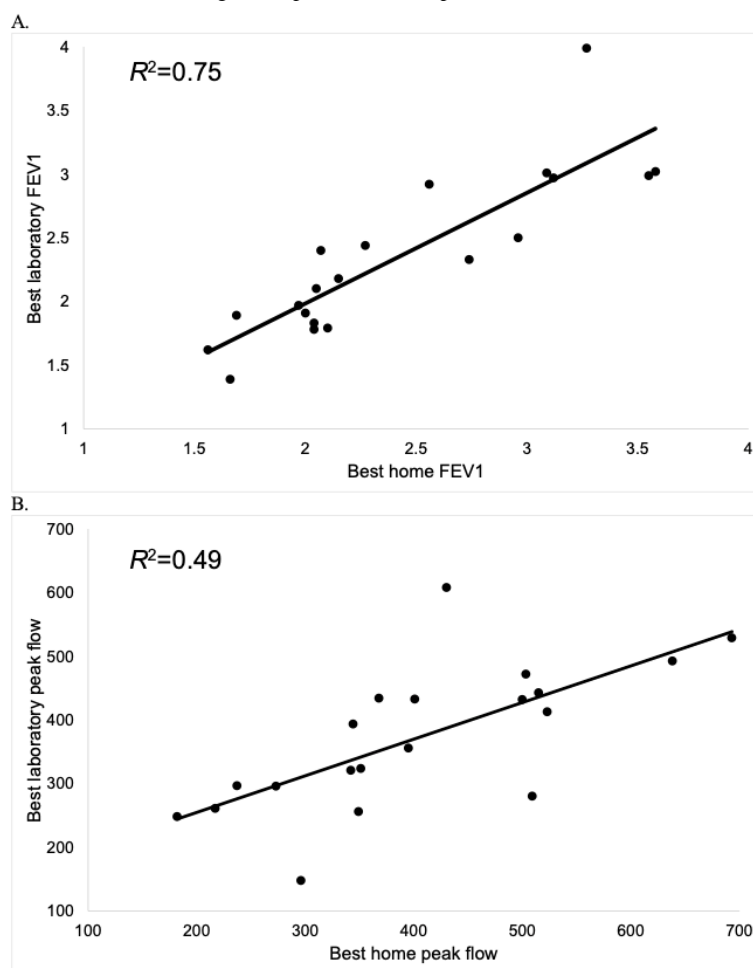 A.
R²=0.75
4
3.5
3
2.5
2
1.5
1
Best laboratory FEV1
1 1.5 2 2.5 3 3.5 4
Best home FEV1
B.
R²=0.49
700
600
500
400
300
200
100
Best laboratory peak flow
100 200 300 400 500 600 700
Best home peak flow